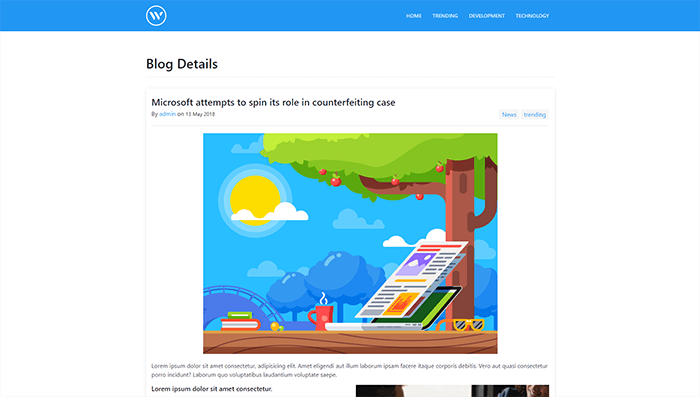 W
HOME TRENDING DEVELOPMENT TECHNOLOGY
Blog Details
Microsoft attempts to spin its role in counterfeiting case
By admin on 13 May 2018
News trending
Lorem ipsum dolor sit amet consectetur, adipisicing elit. Amet eligendi aut illum laborum ipsam facere itaque corporis debitis. Vero aut quasi consectetur
porro incidunt? Laborum quo voluptatibus laudantium voluptate saepe.
Lorem ipsum dolor sit amet consectetur.